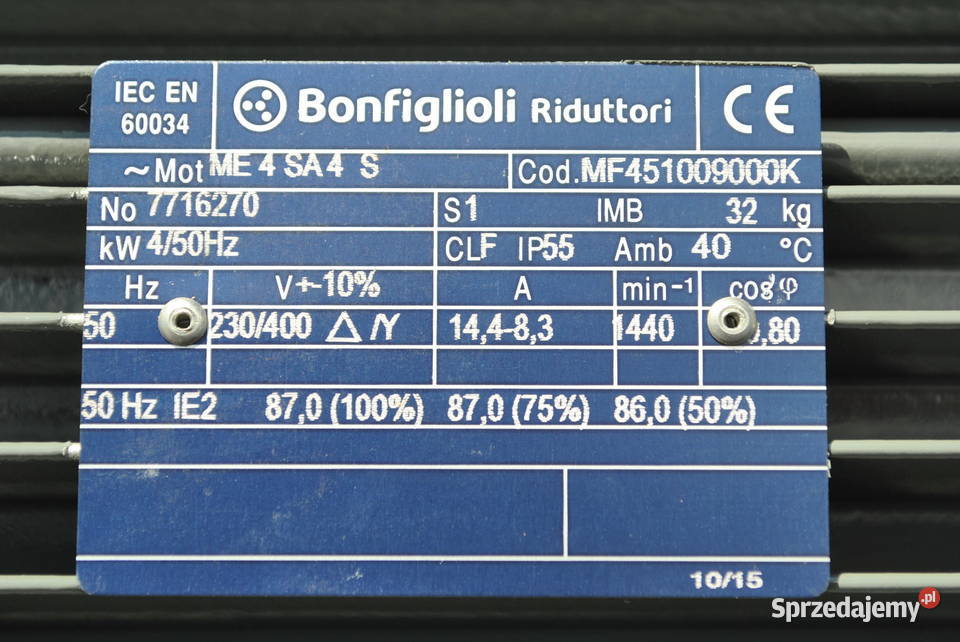 IEC EN
60034
Bonfiglioli Riduttori
CE
~Mot ME 4 SA4 S Cod. MF451009000K
No 7716270 S1 IMB 32 kg
kW 4/50Hz CLF IP55 Amb 40 °C
Hz V+-10% A min-1 cosφ
50 230/400 △/Y 14,4-8,3 1440 ,80
50 Hz IE2 87,0 (100%) 87,0 (75%) 86,0 (50%)
10/15
Sprzedajemy.pl